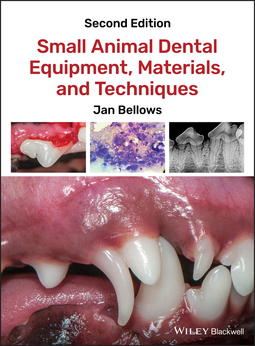 Second Edition
Small Animal Dental
Equipment, Materials,
and Techniques
Jan Bellows
WILEY Blackwell